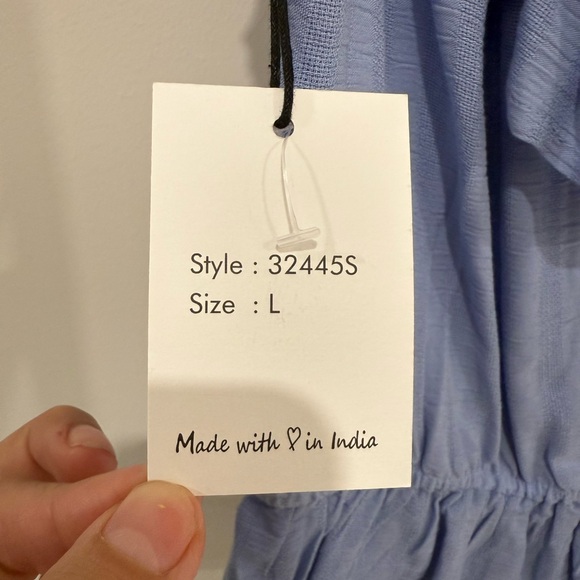 Style : 32445S
Size : L
Made with ♡ in India